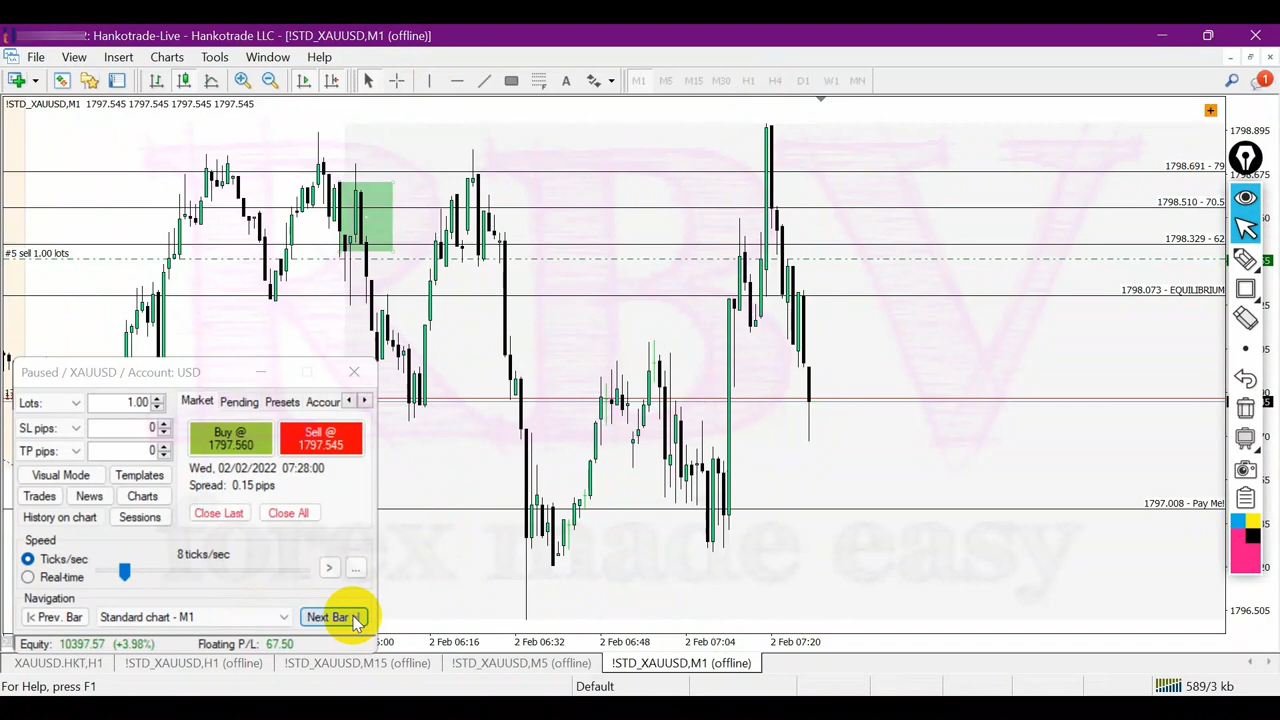 2: Hankotrade-Live - Hankotrade LLC - [!STD_XAUUSD,M1 (offline)]
File View Insert Charts Tools Window Help
A M1 M5 M15 M30 H1 H4 D1 W1 MN 1
!STD_XAUUSD,M1 1797.545 1797.545 1797.545 1797.545
1798.895
1798.691 - 79
1798.675
1798.510 - 70.5
1798.329 - 62
#5 sell 1.00 lots
1798.073 - EQUILIBRIUM
RBV
forex made easy
1797.008 - Pay Me!
1796.505
Paused / XAUUSD / Account: USD
Lots: 1.00 Market Pending Presets Accour
SL pips: 0 Buy @ 1797.560 Sell @ 1797.545
TP pips: 0
Visual Mode Templates Wed, 02/02/2022 07:28:00
Trades News Charts Spread: 0.15 pips
History on chart Sessions Close Last Close All
Speed
Ticks/sec 8 ticks/sec
Real-time > ...
Navigation
|< Prev. Bar Standard chart - M1 Next Bar
Equity: 10397.57 (+3.98%) Floating P/L: 67.50
:00 2 Feb 06:16 2 Feb 06:32 2 Feb 06:48 2 Feb 07:04 2 Feb 07:20
XAUUSD.HKT,H1 !STD_XAUUSD,H1 (offline) !STD_XAUUSD,M15 (offline) !STD_XAUUSD,M5 (offline) !STD_XAUUSD,M1 (offline)
For Help, press F1 Default 589/3 kb